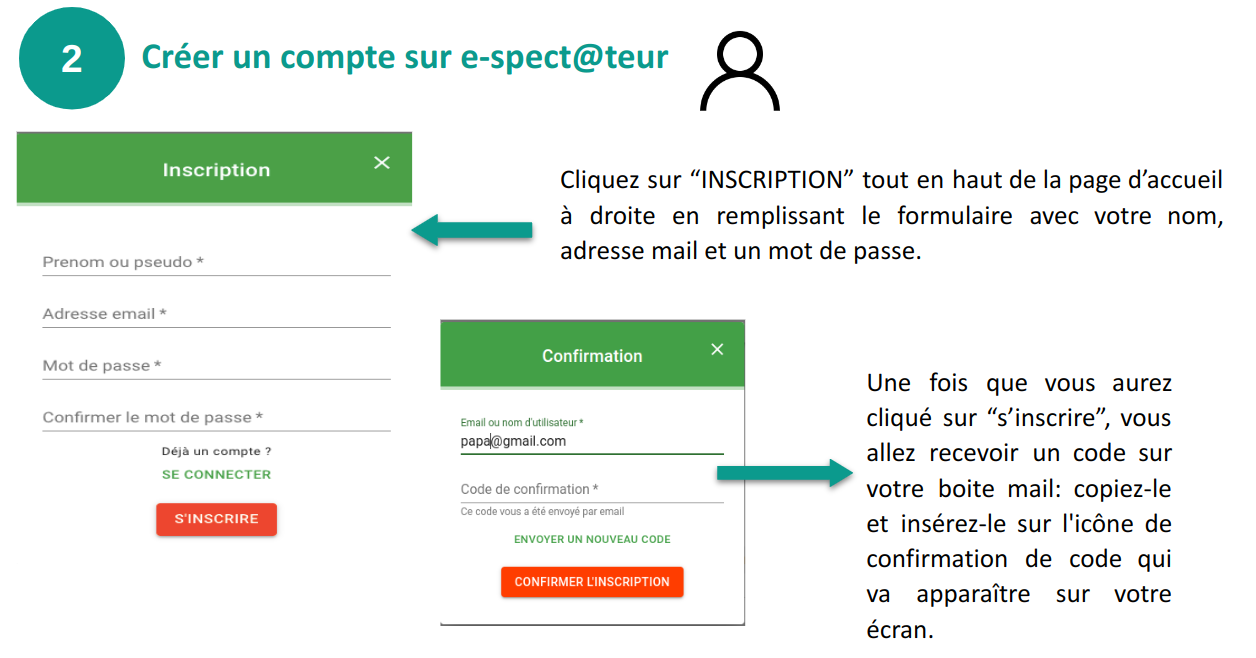 2
Créer un compte sur e-spect@teur
Inscription
Prenom ou pseudo *
Adresse email *
Mot de passe *
Confirmer le mot de passe *
Déjà un compte ?
SE CONNECTER
S'INSCRIRE
Cliquez sur “INSCRIPTION” tout en haut de la page d’accueil
à droite en remplissant le formulaire avec votre nom,
adresse mail et un mot de passe.
Confirmation
Email ou nom d'utilisateur *
papa@gmail.com
Code de confirmation *
Ce code vous a été envoyé par email
ENVOYER UN NOUVEAU CODE
CONFIRMER L'INSCRIPTION
Une fois que vous aurez
cliqué sur “s’inscrire”, vous
allez recevoir un code sur
votre boite mail: copiez-le
et insérez-le sur l'icône de
confirmation de code qui
va apparaître sur votre
écran.